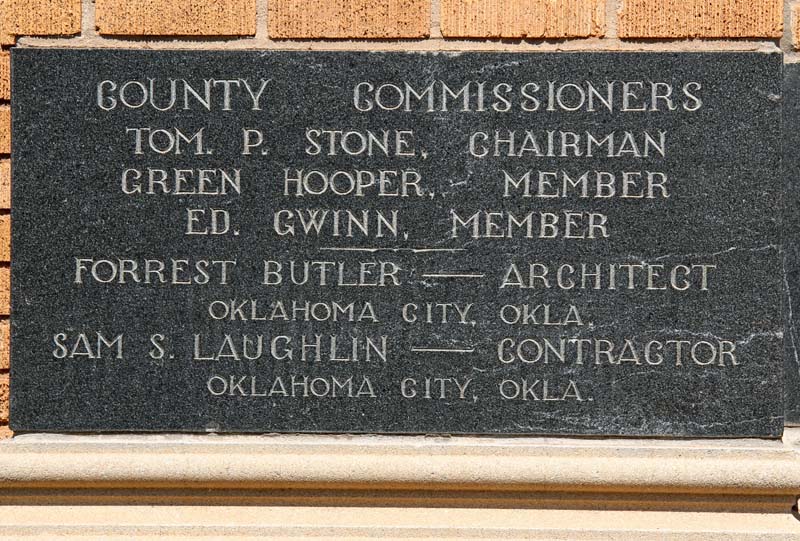 COUNTY COMMISSIONERS
TOM. P. STONE, CHAIRMAN
GREEN HOOPER, MEMBER
ED. GWINN, MEMBER
FORREST BUTLER — ARCHITECT
OKLAHOMA CITY, OKLA.
SAM S. LAUGHLIN — CONTRACTOR
OKLAHOMA CITY, OKLA.